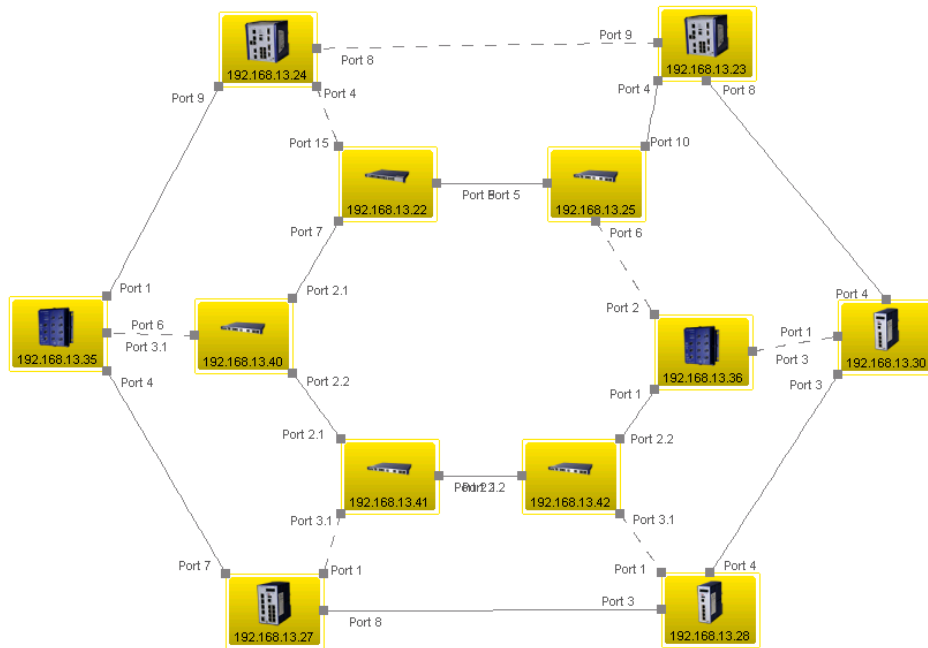 Port 9
Port 8
192.168.13.24
192.168.13.23
Port 9
Port 4
Port 4
Port 8
Port 15
Port 10
192.168.13.22
Port 5
192.168.13.25
Port 7
Port 6
Port 1
Port 2.1
Port 4
Port 2
Port 6
Port 3.1
Port 1
Port 3
192.168.13.35
192.168.13.40
192.168.13.36
192.168.13.30
Port 4
Port 2.2
Port 1
Port 3
Port 2.1
Port 2.2
192.168.13.41
192.168.13.42
Port 3.1
Port 3.1
Port 7
Port 1
Port 1
Port 4
Port 8
Port 3
192.168.13.27
192.168.13.28